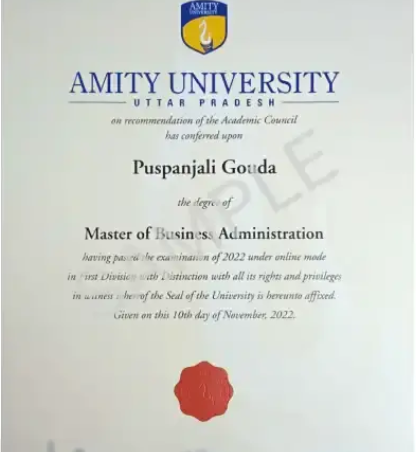 AMITY
UNIVERSITY
AMITY UNIVERSITY
UTTAR PRADESH
on recommendation of the Academic Council
has conferred upon
Puspanjali Gouda
the degree of
Master of Business Administration
having passed the examination of 2022 under online mode
in First Division with Distinction with all its rights and privileges
in witness whereof the Seal of the University is hereunto affixed.
Given on this 10th day of November, 2022.
SAMPLE